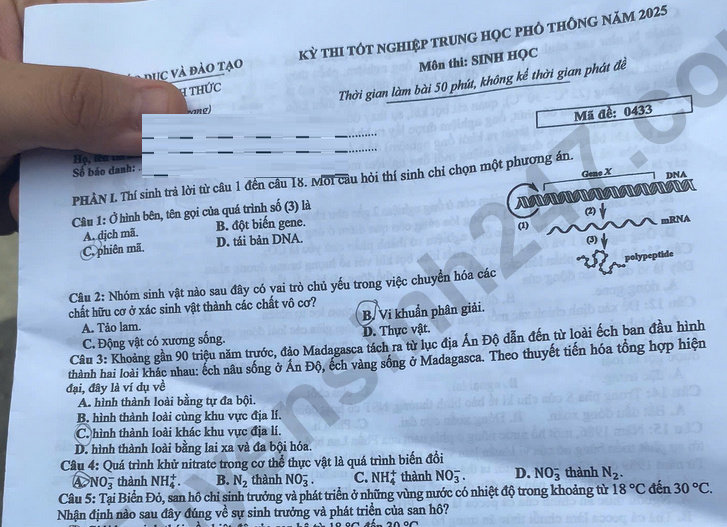 DỤC VÀ ĐÀO TẠO
THỨC
KỲ THI TỐT NGHIỆP TRUNG HỌC PHỔ THÔNG NĂM 2025
Môn thi: SINH HỌC
Thời gian làm bài 50 phút, không kể thời gian phát đề
Mã đề: 0433
Số báo danh:
PHẦN I. Thí sinh trả lời từ câu 1 đến câu 18. Mỗi câu hỏi thí sinh chỉ chọn một phương án.
Câu 1: Ở hình bên, tên gọi của quá trình số (3) là
A. dịch mã. B. đột biến gene.
C. phiên mã. D. tái bản DNA.
Gene X DNA
(1) (2) mRNA
(3) polypeptide
Câu 2: Nhóm sinh vật nào sau đây có vai trò chủ yếu trong việc chuyển hóa các
chất hữu cơ ở xác sinh vật thành các chất vô cơ?
A. Tảo lam. B. Vi khuẩn phân giải.
C. Động vật có xương sống. D. Thực vật.
Câu 3: Khoảng gần 90 triệu năm trước, đảo Madagasca tách ra từ lục địa Ấn Độ dẫn đến từ loài ếch ban đầu hình
thành hai loài khác nhau: ếch nâu sống ở Ấn Độ, ếch vàng sống ở Madagasca. Theo thuyết tiến hóa tổng hợp hiện
đại, đây là ví dụ về
A. hình thành loài bằng tự đa bội.
B. hình thành loài cùng khu vực địa lí.
C. hình thành loài khác khu vực địa lí.
D. hình thành loài bằng lai xa và đa bội hóa.
Câu 4: Quá trình khử nitrate trong cơ thể thực vật là quá trình biến đổi
A. NO₃⁻ thành NH₄⁺. B. N₂ thành NO₃⁻. C. NH₄⁺ thành NO₃⁻. D. NO₃⁻ thành N₂.
Câu 5: Tại Biển Đỏ, san hô chỉ sinh trưởng và phát triển ở những vùng nước có nhiệt độ trong khoảng từ 18 °C đến 30 °C.
Nhận định nào sau đây đúng về sự sinh trưởng và phát triển của san hô?